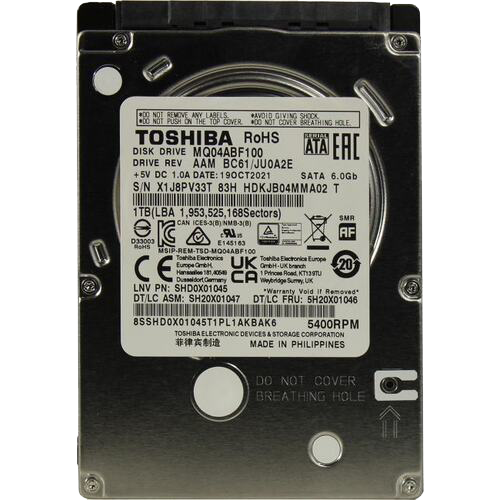 •DO NOT REMOVE ANY SCREWS. •AVOID GIVING A SHOCK.
•DO NOT PUSH ON THE TOP COVER. •DO NOT COVER BREATHING HOLE.
TOSHIBA RoHS
SERIAL ATA EAC
DISK DRIVE MQ04ABF100
DRIVE REV AAM BC61/JU0A2E
+5V DC 1.0A DATE:19OCT2021 SATA 6.0Gb
S/N X1J8PV33T 83H HDKJB04MMA02 T
1TB(LBA 1,953,525,168Sectors)
CAN ICES-3(B)/NMB-3(B)
SMR
AF
D33003
RoHS
E145163
MSIP-REM-TSD-MQ04ABF100
Toshiba Electronics
Europe GmbH,
Hansaallee 181,40549
Dusseldorf,Germany
Toshiba Electronics Europe
GmbH - UK branch
1 Princes Road, KT139TU
Weybridge Surrey, UK
20
CE
UK
CA
LNV PN: SHD0X01045
DT/LC ASM: SH20X01047 DT/LC FRU: 5H20X01046
8SSHD0X01045T1PL1AKBAK6 5400RPM
TOSHIBA ELECTRONIC DEVICES & STORAGE CORPORATION
菲律宾制造 MADE IN PHILIPPINES
DO NOT COVER
BREATHING HOLE